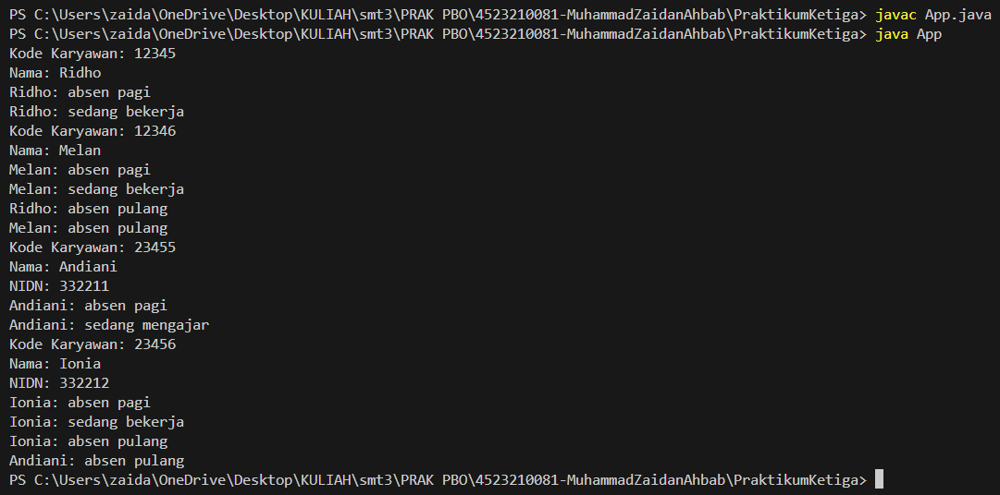 PS C:\Users\zaida\OneDrive\Desktop\KULIAH\smt3\PRAK PBO\4523210081-MuhammadZaidanAhbab\PraktikumKetiga> javac App.java
PS C:\Users\zaida\OneDrive\Desktop\KULIAH\smt3\PRAK PBO\4523210081-MuhammadZaidanAhbab\PraktikumKetiga> java App
Kode Karyawan: 12345
Nama: Ridho
Ridho: absen pagi
Ridho: sedang bekerja
Kode Karyawan: 12346
Nama: Melan
Melan: absen pagi
Melan: sedang bekerja
Ridho: absen pulang
Melan: absen pulang
Kode Karyawan: 23455
Nama: Andiani
NIDN: 332211
Andiani: absen pagi
Andiani: sedang mengajar
Kode Karyawan: 23456
Nama: Ionia
NIDN: 332212
Ionia: absen pagi
Ionia: sedang bekerja
Ionia: absen pulang
Andiani: absen pulang
PS C:\Users\zaida\OneDrive\Desktop\KULIAH\smt3\PRAK PBO\4523210081-MuhammadZaidanAhbab\PraktikumKetiga>